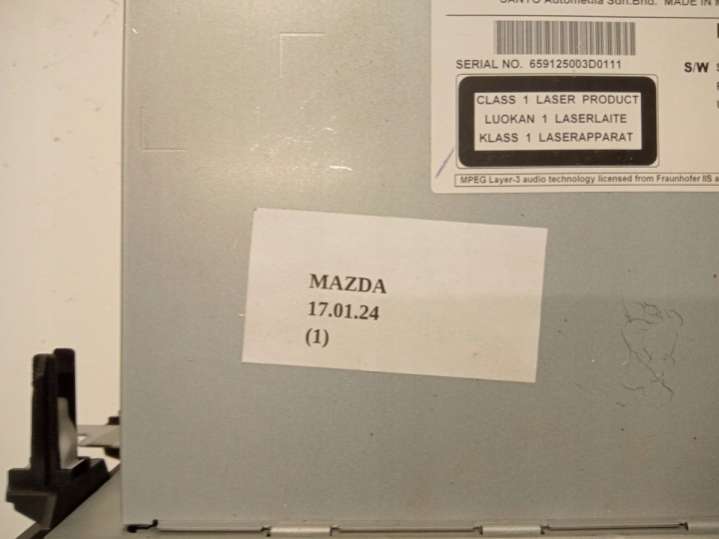 SANYO Automedia Sdn.Bhd. MADE IN
SERIAL NO. 659125003D0111
S/W
CLASS 1 LASER PRODUCT
LUOKAN 1 LASERLAITE
KLASS 1 LASERAPPARAT
MPEG Layer-3 audio technology licensed from Fraunhofer IIS
MAZDA
17.01.24
(1)